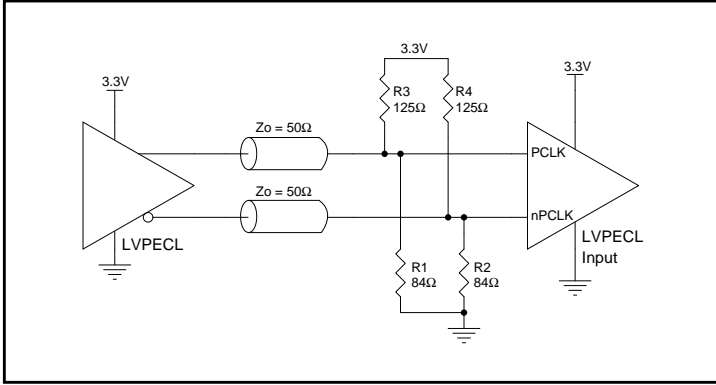 3.3V
3.3V
3.3V
R3
125Ω
R4
125Ω
Zo = 50Ω
PCLK
Zo = 50Ω
nPCLK
LVPECL
LVPECL
Input
R1
84Ω
R2
84Ω